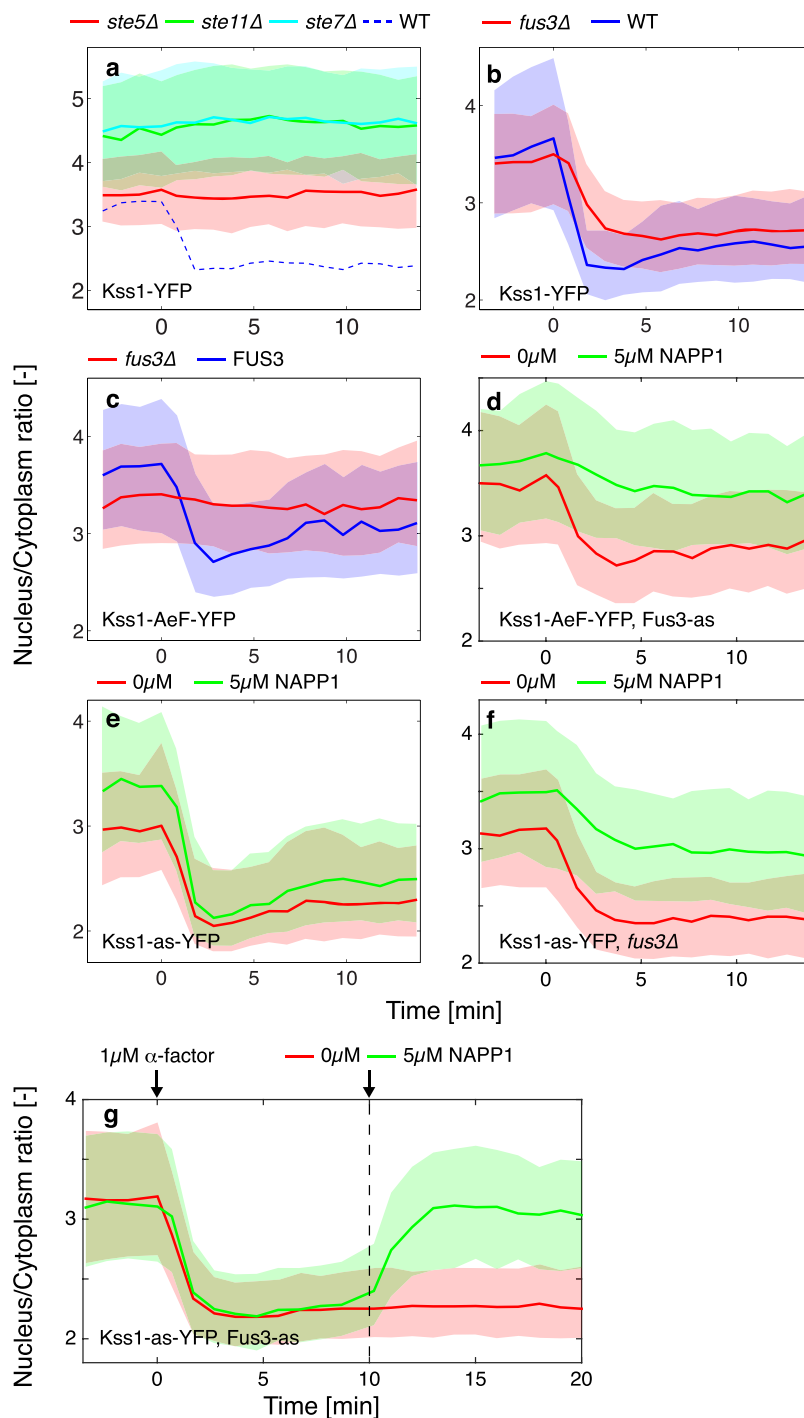 ste5Δ ste11Δ ste7Δ WT
fus3Δ WT
a
5
4
3
2
0 5 10
Kss1-YFP
b
4
3
2
0 5 10
Kss1-YFP
fus3Δ FUS3
0µM 5µM NAPP1
Nucleus/Cytoplasm ratio [-]
c
4
3
2
0 5 10
Kss1-AeF-YFP
d
4
3
2
0 5 10
Kss1-AeF-YFP, Fus3-as
0µM 5µM NAPP1
0µM 5µM NAPP1
e
4
3
2
0 5 10
Kss1-as-YFP
f
4
3
2
0 5 10
Kss1-as-YFP, fus3Δ
Time [min]
1µM α-factor 0µM 5µM NAPP1
Nucleus/Cytoplasm ratio [-]
g
4
3
2
Kss1-as-YFP, Fus3-as
0 5 10 20
Time [min]